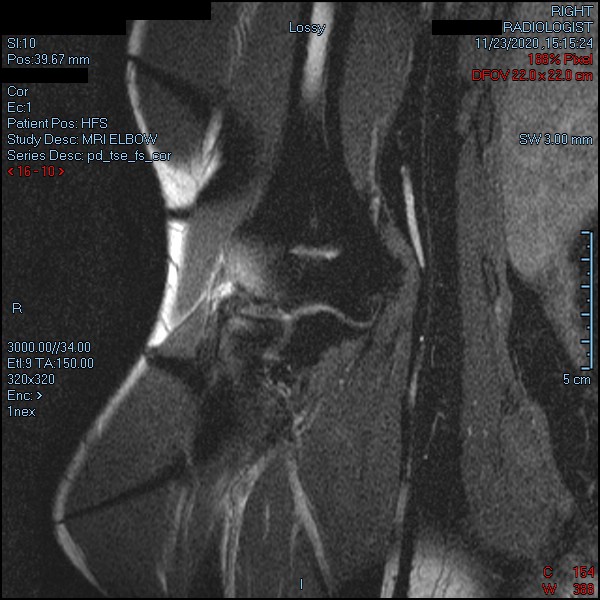 RIGHT
Lossy
RADIOLOGIST
SI:10
11/23/2020 ,15:15:24
Pos:39.67 mm
188% Pixel
DFOV 22.0 x 22.0 cm
Cor
Ec:1
Patient Pos: HFS
Study Desc: MRI ELBOW
SW 3.00 mm
Series Desc: pd_tse_fs_cor
< 16 - 10 >
R
3000.00//34.00
Etl:9 TA:150.00
320x320
5 cm
Enc: >
1nex
I
C 154
W 388